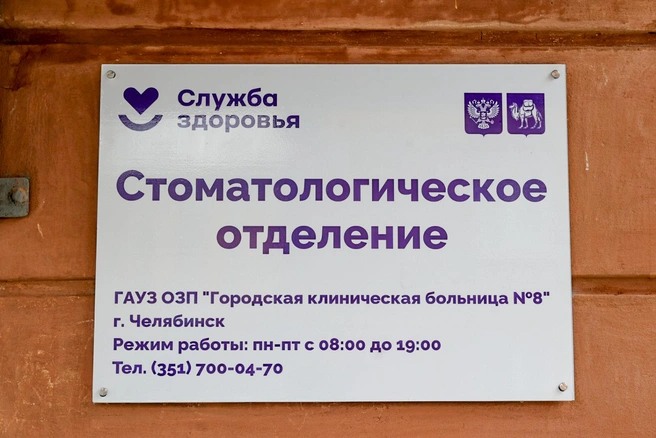 Служба
здоровья
Стоматологическое
отделение
ГАУЗ ОЗП "Городская клиническая больница №8"
г. Челябинск
Режим работы: пн-пт с 08:00 до 19:00
Тел. (351) 700-04-70